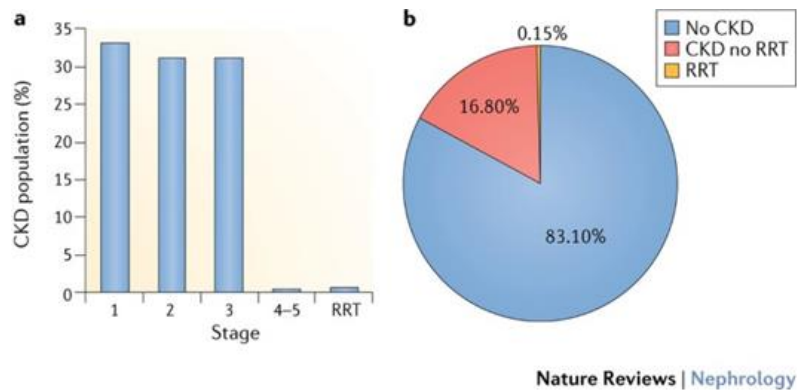 a
CKD population (%)
35
30
25
20
15
10
5
0
1 2 3 4–5 RRT
Stage
b
0.15%
16.80%
83.10%
No CKD
CKD no RRT
RRT
Nature Reviews | Nephrology